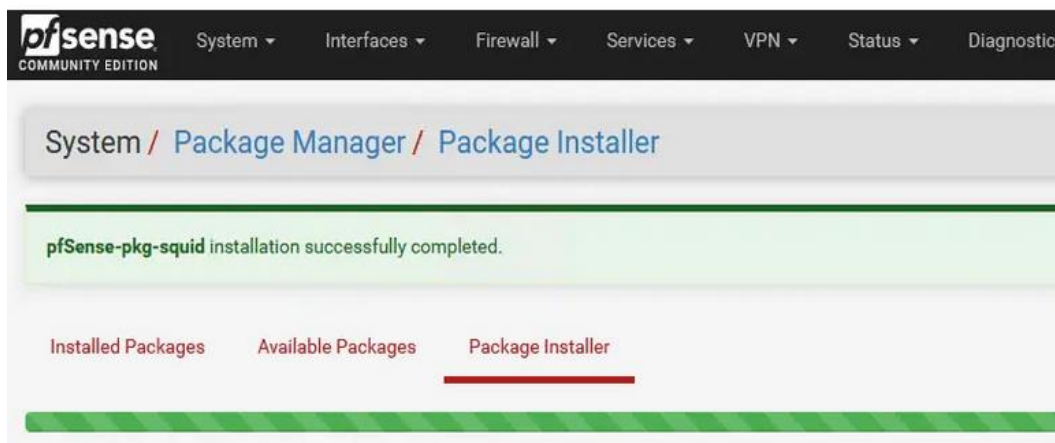 pfsense System Interfaces Firewall Services VPN Status Diagnostic
COMMUNITY EDITION
System / Package Manager / Package Installer
pfSense-pkg-squid installation successfully completed.
Installed Packages Available Packages Package Installer